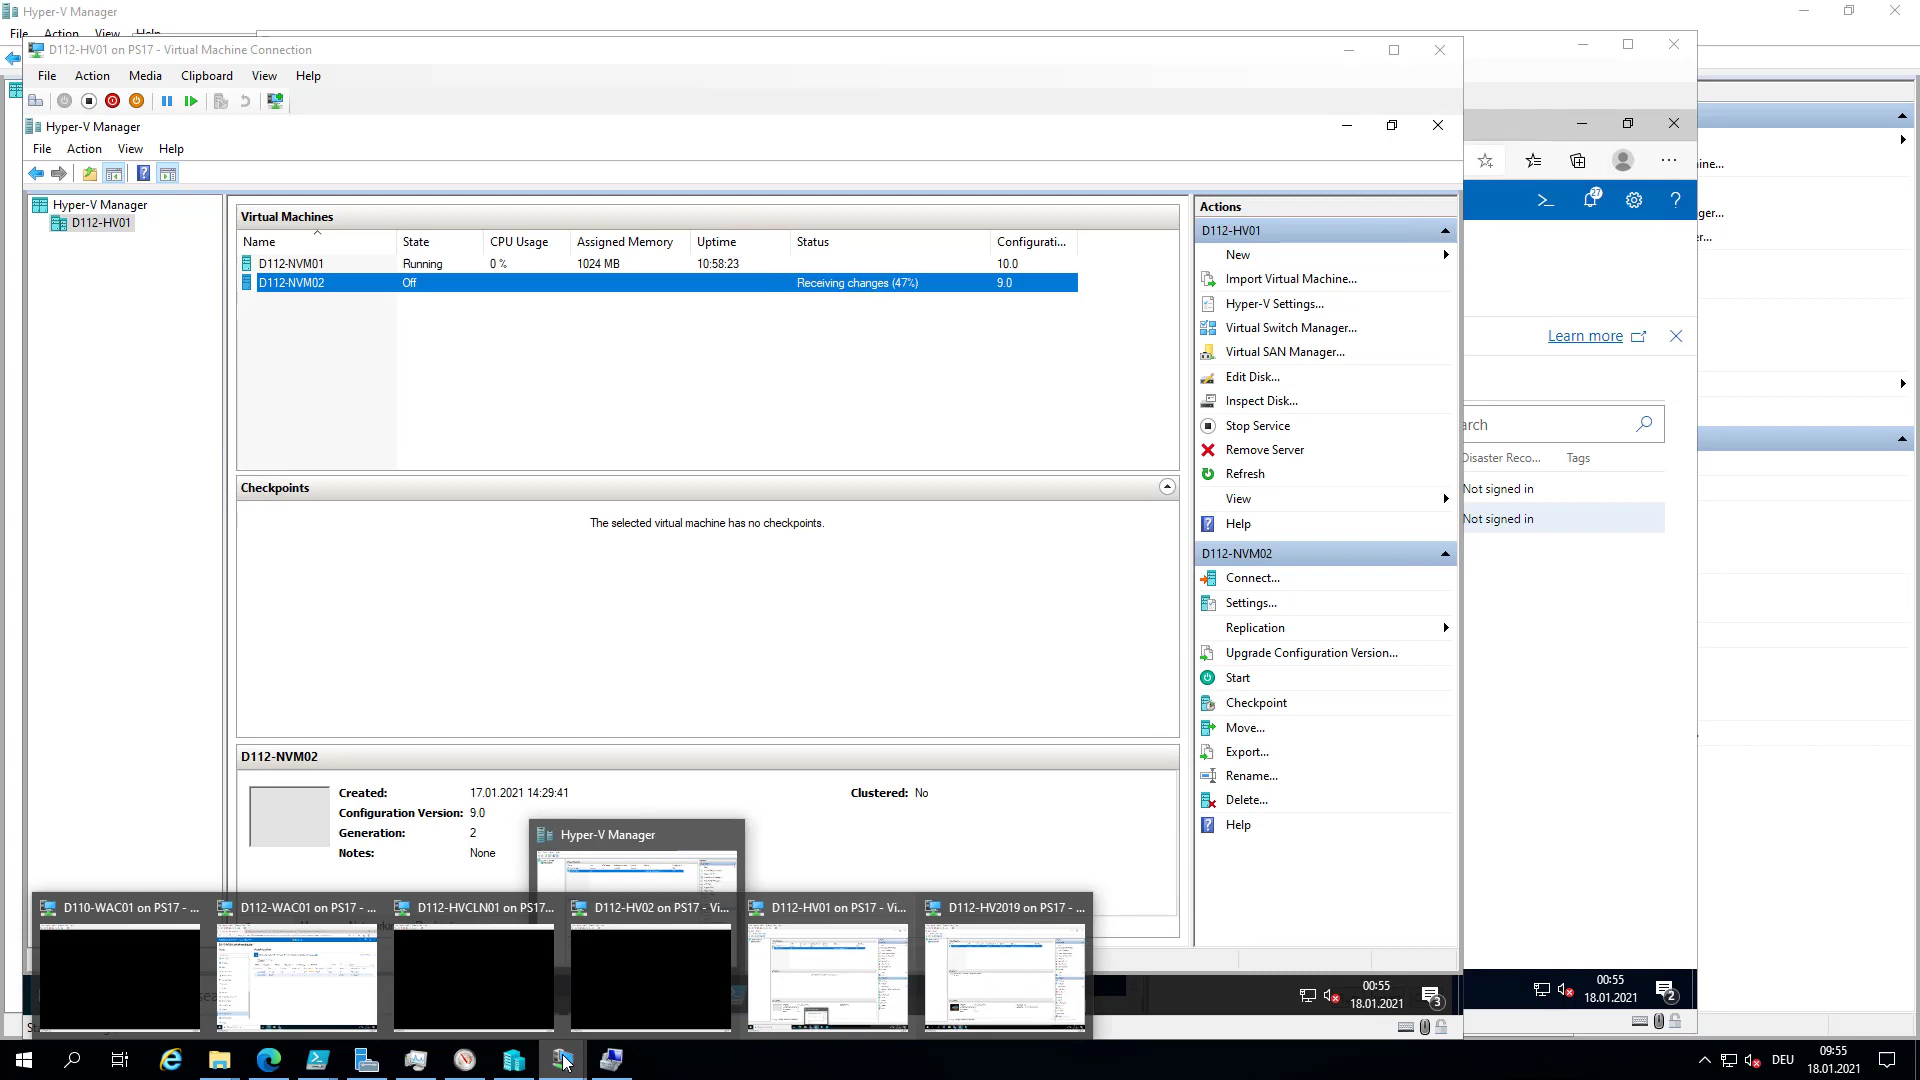 Hyper-V Manager
File Action View Help
D112-HV01 on PS17 - Virtual Machine Connection
File Action Media Clipboard View Help
Hyper-V Manager
File Action View Help
Hyper-V Manager
D112-HV01
Virtual Machines
Name State CPU Usage Assigned Memory Uptime Status Configurati...
D112-NVM01 Running 0 % 1024 MB 10:58:23 10.0
D112-NVM02 Off Receiving changes (47%) 9.0
Checkpoints
The selected virtual machine has no checkpoints.
D112-NVM02
Created: 17.01.2021 14:29:41 Clustered: No
Configuration Version: 9.0
Generation: 2
Notes: None
Actions
D112-HV01
New
Import Virtual Machine...
Hyper-V Settings...
Virtual Switch Manager...
Virtual SAN Manager...
Edit Disk...
Inspect Disk...
Stop Service
Remove Server
Refresh
View
Help
D112-NVM02
Connect...
Settings...
Replication
Upgrade Configuration Version...
Start
Checkpoint
Move...
Export...
Rename...
Delete...
Help
27
Learn more
arch
Disaster Reco... Tags
Not signed in
Not signed in
ine...
ger...
r...
Hyper-V Manager
D110-WAC01 on PS17 - ...
D112-WAC01 on PS17 - ...
D112-HVCLN01 on PS17...
D112-HV02 on PS17 - Vi...
D112-HV01 on PS17 - Vi...
D112-HV2019 on PS17 - ...
00:55
18.01.2021
3
00:55
18.01.2021
2
DEU
09:55
18.01.2021